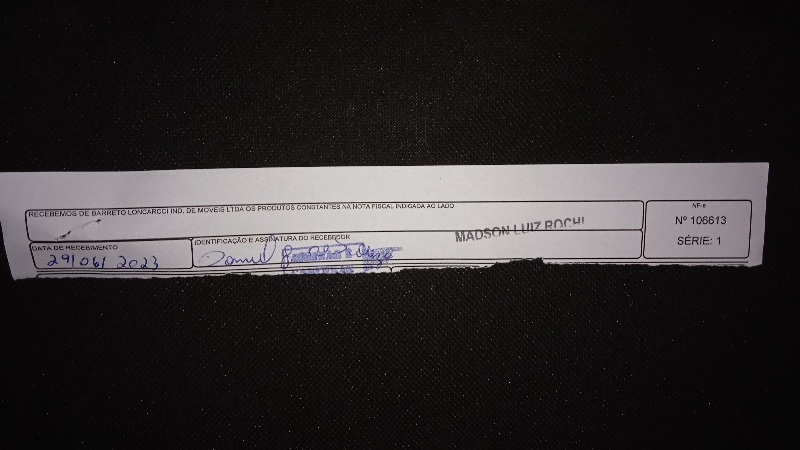 RECEBEMOS DE BARRETO LONCARCCI IND. DE MOVEIS LTDA OS PRODUTOS CONSTANTES NA NOTA FISCAL INDICADA AO LADO
NF-e
Nº 106613
SÉRIE: 1
MADSON LUIZ ROCHI
DATA DE RECEBIMENTO
29/06/2023
IDENTIFICAÇÃO E ASSINATURA DO RECEBEDOR